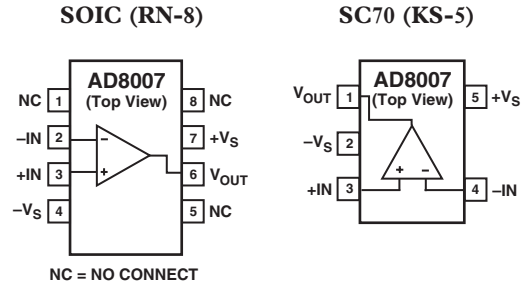 SOIC (RN-8)
AD8007
(Top View)
NC 1
8 NC
–IN 2
7 +VS
+IN 3
6 VOUT
–VS 4
5 NC
– +
NC = NO CONNECT
SC70 (KS-5)
AD8007
(Top View)
VOUT 1
5 +VS
–VS 2
+IN 3
4 –IN
+ –